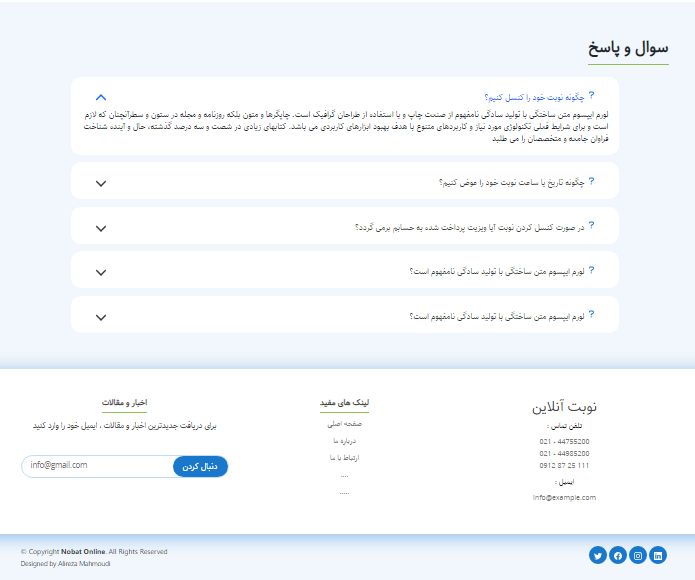 سوال و پاسخ
؟ چگونه نوبت خود را کنسل کنیم؟
لورم ایپسوم متن ساختگی با تولید سادگی نامفهوم از صنعت چاپ و با استفاده از طراحان گرافیک است. چاپگرها و متون بلکه روزنامه و مجله در ستون و سطرآنچنان که لازم
است و برای شرایط فعلی تکنولوژی مورد نیاز و کاربردهای متنوع با هدف بهبود ابزارهای کاربردی می باشد. کتابهای زیادی در شصت و سه درصد گذشته، حال و آینده شناخت
فراوان جامعه و متخصصان را می طلبد
؟ چگونه تاریخ یا ساعت نوبت خود را عوض کنیم؟
؟ در صورت کنسل کردن نوبت آیا ویزیت پرداخت شده به حسابم برمی گردد؟
؟ لورم ایپسوم متن ساختگی با تولید سادگی نامفهوم است؟
؟ لورم ایپسوم متن ساختگی با تولید سادگی نامفهوم است؟
نوبت آنلاین
تلفن تماس :
021 - 44755200
021 - 44985200
0912 87 25 111
ایمیل :
info@example.com
لینک های مفید
صفحه اصلی
درباره ما
ارتباط با ما
....
.....
اخبار و مقالات
برای دریافت جدیدترین اخبار و مقالات ، ایمیل خود را وارد کنید
info@gmail.com
دنبال کردن
© Copyright Nobat Online. All Rights Reserved
Designed by Alireza Mahmoudi